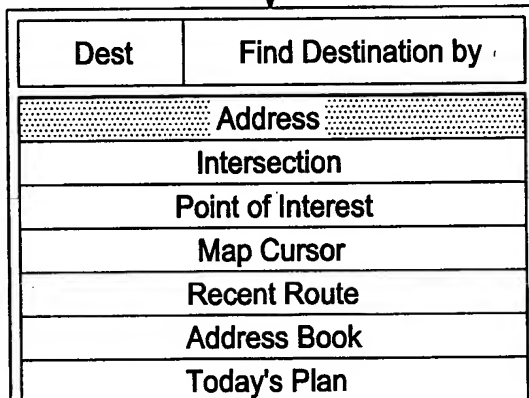 Dest Find Destination by
Address
Intersection
Point of Interest
Map Cursor
Recent Route
Address Book
Today's Plan